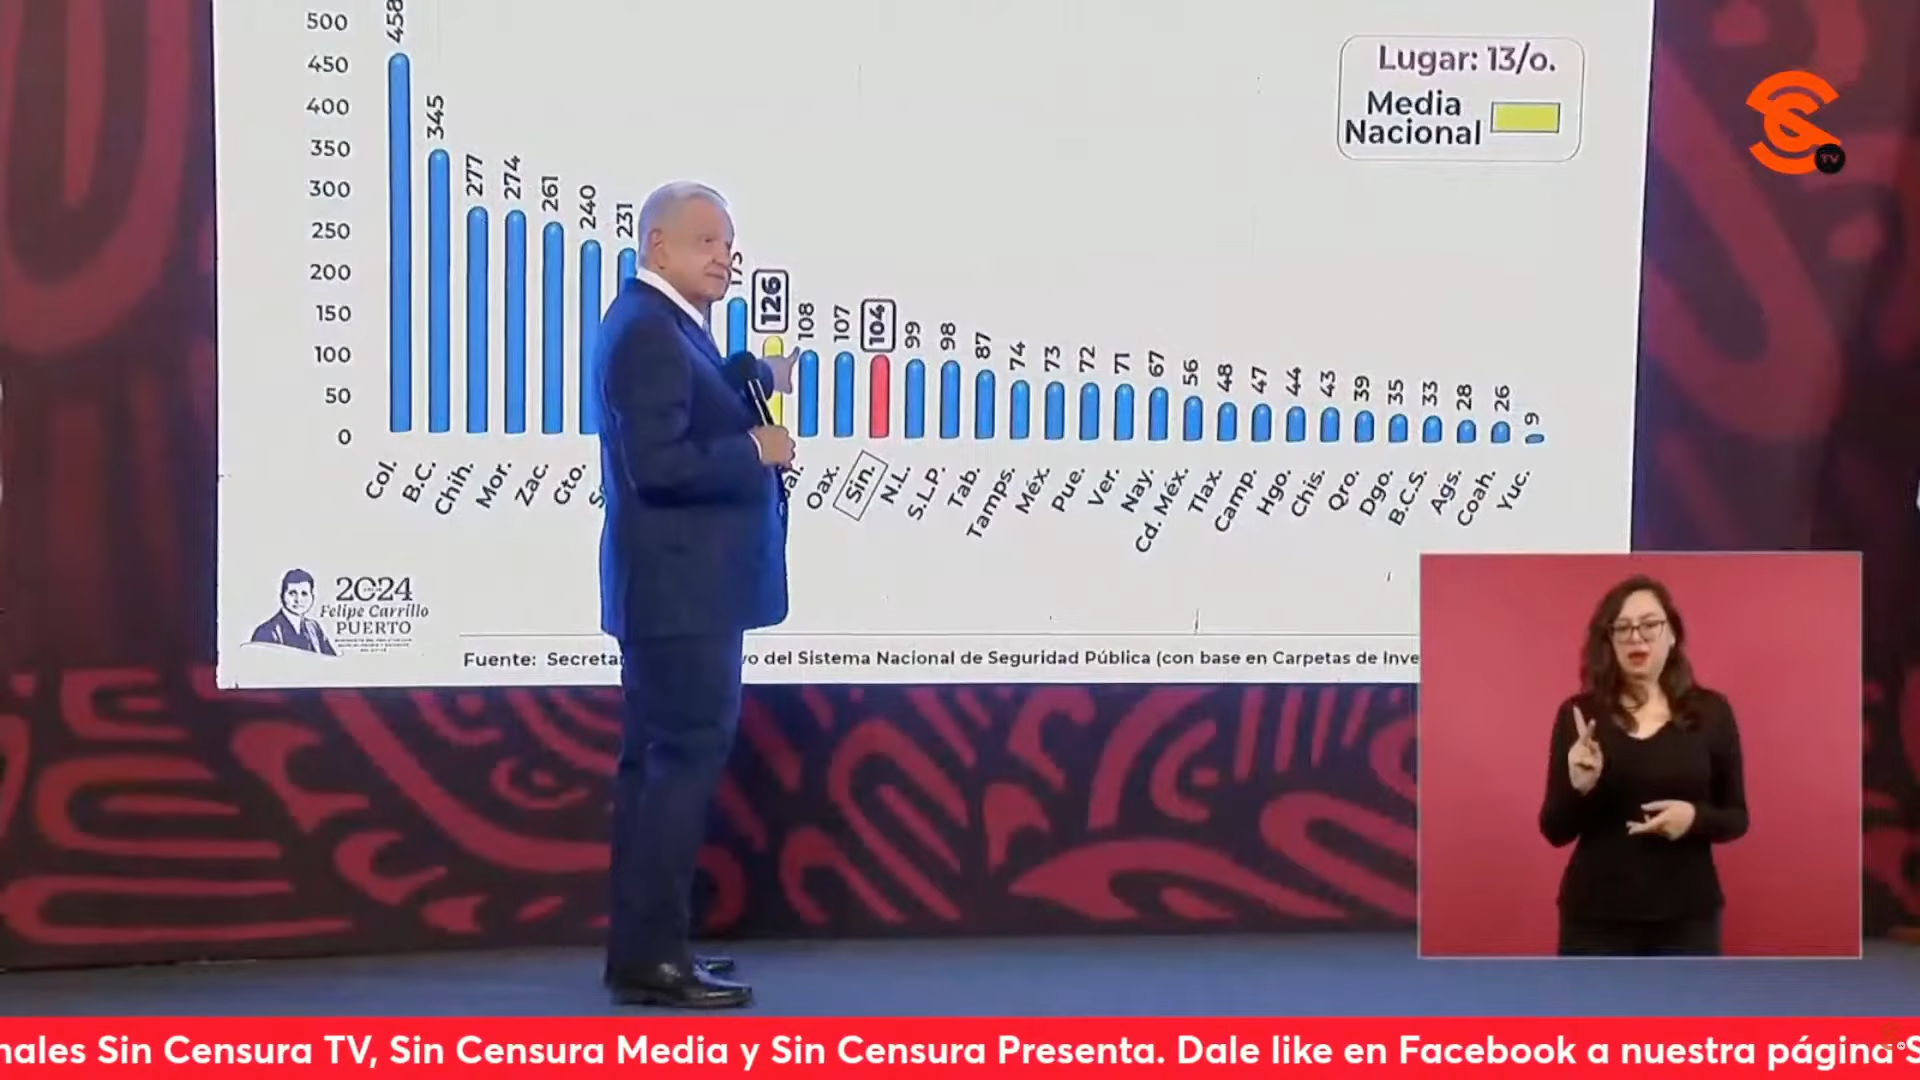 500
450
400
350
300
250
200
150
100
50
0
458
345
277
274
261
240
231
173
126
108
107
104
99
98
87
74
73
72
71
67
56
48
47
44
43
39
35
33
28
26
9
Lugar: 13/o.
Media
Nacional
TV
Col.
B.C.
Chih.
Mor.
Zac.
Gto.
Oax.
Sin.
N.L.
S.L.P.
Tab.
Tamps.
Méx.
Pue.
Ver.
Nay.
Cd. Méx.
Tlax.
Camp.
Hgo.
Chis.
Qro.
Dgo.
B.C.S.
Ags.
Coah.
Yuc.
2024
Felipe Carrillo
PUERTO
Fuente: Secreta vo del Sistema Nacional de Seguridad Pública (con base en Carpetas de Inve
nales Sin Censura TV, Sin Censura Media y Sin Censura Presenta. Dale like en Facebook a nuestra página S